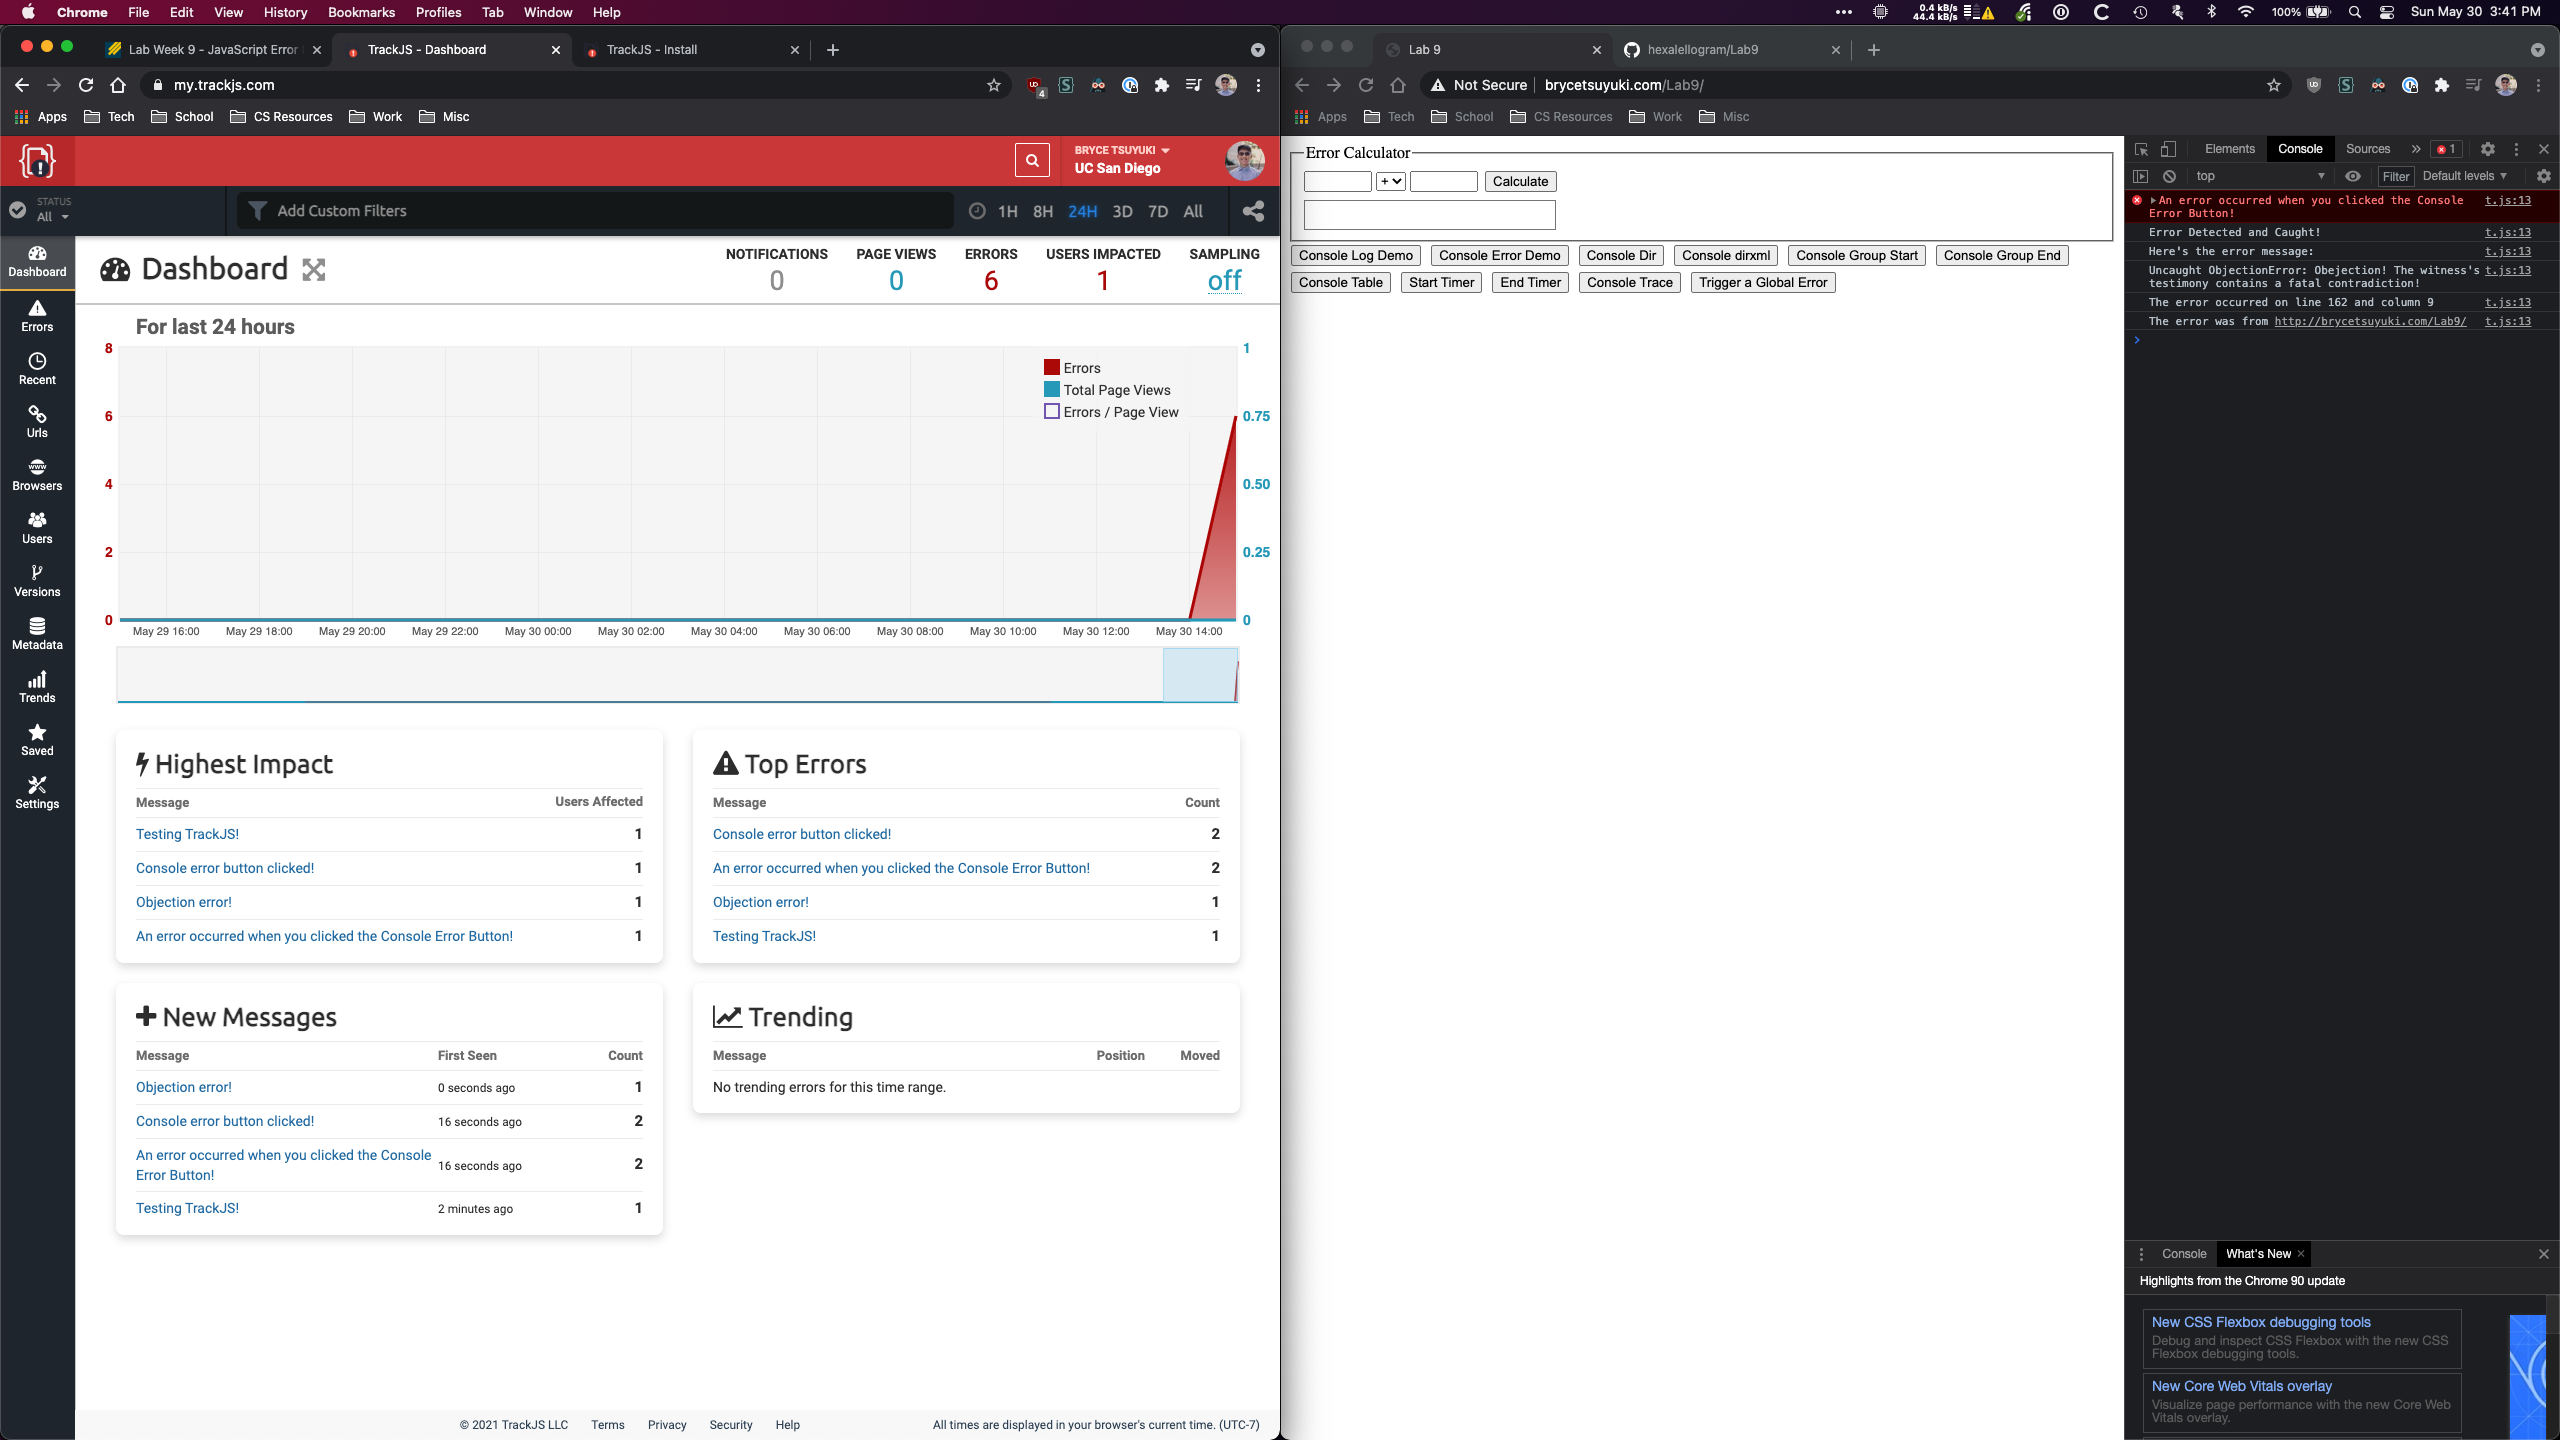 Chrome File Edit View History Bookmarks Profiles Tab Window Help
0.4 kB/s
44.4 kB/s
100% Sun May 30 3:41 PM
Lab Week 9 - JavaScript Error
TrackJS - Dashboard
TrackJS - Install
my.trackjs.com
4
Apps Tech School CS Resources Work Misc
BRYCE TSUYUKI
UC San Diego
STATUS
All
Add Custom Filters
1H 8H 24H 3D 7D All
Dashboard
Errors
Recent
Urls
Browsers
Users
Versions
Metadata
Trends
Saved
Settings
Dashboard
NOTIFICATIONS PAGE VIEWS ERRORS USERS IMPACTED SAMPLING
0 0 6 1 off
For last 24 hours
8
6
4
2
0
1
0.75
0.50
0.25
0
Errors
Total Page Views
Errors / Page View
May 29 16:00 May 29 18:00 May 29 20:00 May 29 22:00 May 30 00:00 May 30 02:00 May 30 04:00 May 30 06:00 May 30 08:00 May 30 10:00 May 30 12:00 May 30 14:00
Highest Impact
Message Users Affected
Testing TrackJS! 1
Console error button clicked! 1
Objection error! 1
An error occurred when you clicked the Console Error Button! 1
Top Errors
Message Count
Console error button clicked! 2
An error occurred when you clicked the Console Error Button! 2
Objection error! 1
Testing TrackJS! 1
New Messages
Message First Seen Count
Objection error! 0 seconds ago 1
Console error button clicked! 16 seconds ago 2
An error occurred when you clicked the Console
Error Button! 16 seconds ago 2
Testing TrackJS! 2 minutes ago 1
Trending
Message Position Moved
No trending errors for this time range.
© 2021 TrackJS LLC Terms Privacy Security Help All times are displayed in your browser's current time. (UTC-7)
Lab 9
hexalellogram/Lab9
Not Secure brycetsuyuki.com/Lab9/
Apps Tech School CS Resources Work Misc
Error Calculator
+ Calculate
Console Log Demo Console Error Demo Console Dir Console dirxml Console Group Start Console Group End
Console Table Start Timer End Timer Console Trace Trigger a Global Error
Elements Console Sources » 1
top Filter Default levels
An error occurred when you clicked the Console t.js:13
Error Button!
Error Detected and Caught! t.js:13
Here's the error message: t.js:13
Uncaught ObjectionError: Obejection! The witness's t.js:13
testimony contains a fatal contradiction!
The error occurred on line 162 and column 9 t.js:13
The error was from http://brycetsuyuki.com/Lab9/ t.js:13
Console What's New
Highlights from the Chrome 90 update
New CSS Flexbox debugging tools
Debug and inspect CSS Flexbox with the new CSS
Flexbox debugging tools.
New Core Web Vitals overlay
Visualize page performance with the new Core Web
Vitals overlay.